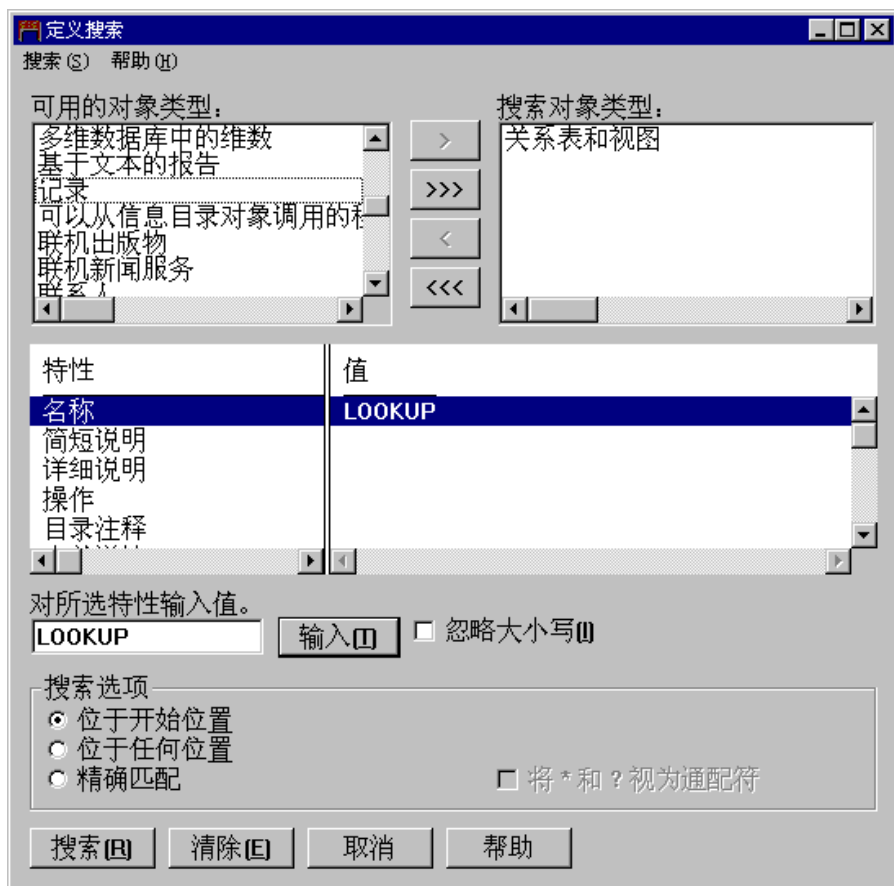 定义搜索
搜索(S) 帮助(H)
可用的对象类型:
多维数据库中的维数
基于文本的报告
记录
可以从信息目录对象调用的
联机出版物
联机新闻服务
联系人
>
>>>
<
<<<
搜索对象类型:
关系表和视图
特性 值
名称 LOOKUP
简短说明
详细说明
操作
目录注释
对所选特性输入值。
LOOKUP 输入(T) 忽略大小写(I)
搜索选项
位于开始位置
位于任何位置
精确匹配 将 * 和 ? 视为通配符
搜索(R) 清除(E) 取消 帮助